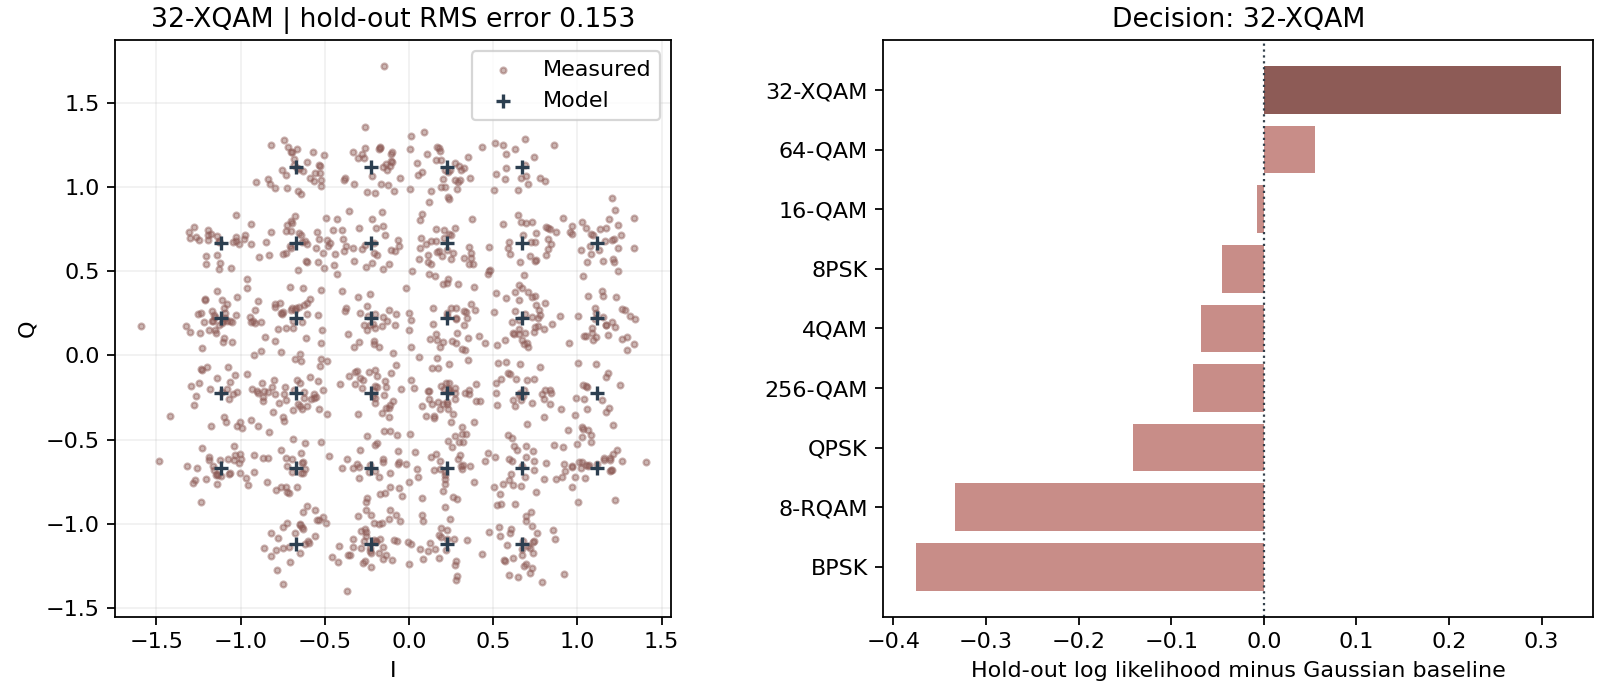 32-XQAM | hold-out RMS error 0.153
Measured
Model
1.5
1.0
0.5
0.0
−0.5
−1.0
−1.5
Q
−1.5
−1.0
−0.5
0.0
0.5
1.0
1.5
I
Decision: 32-XQAM
32-XQAM
64-QAM
16-QAM
8PSK
4QAM
256-QAM
QPSK
8-RQAM
BPSK
−0.4
−0.3
−0.2
−0.1
0.0
0.1
0.2
0.3
Hold-out log likelihood minus Gaussian baseline